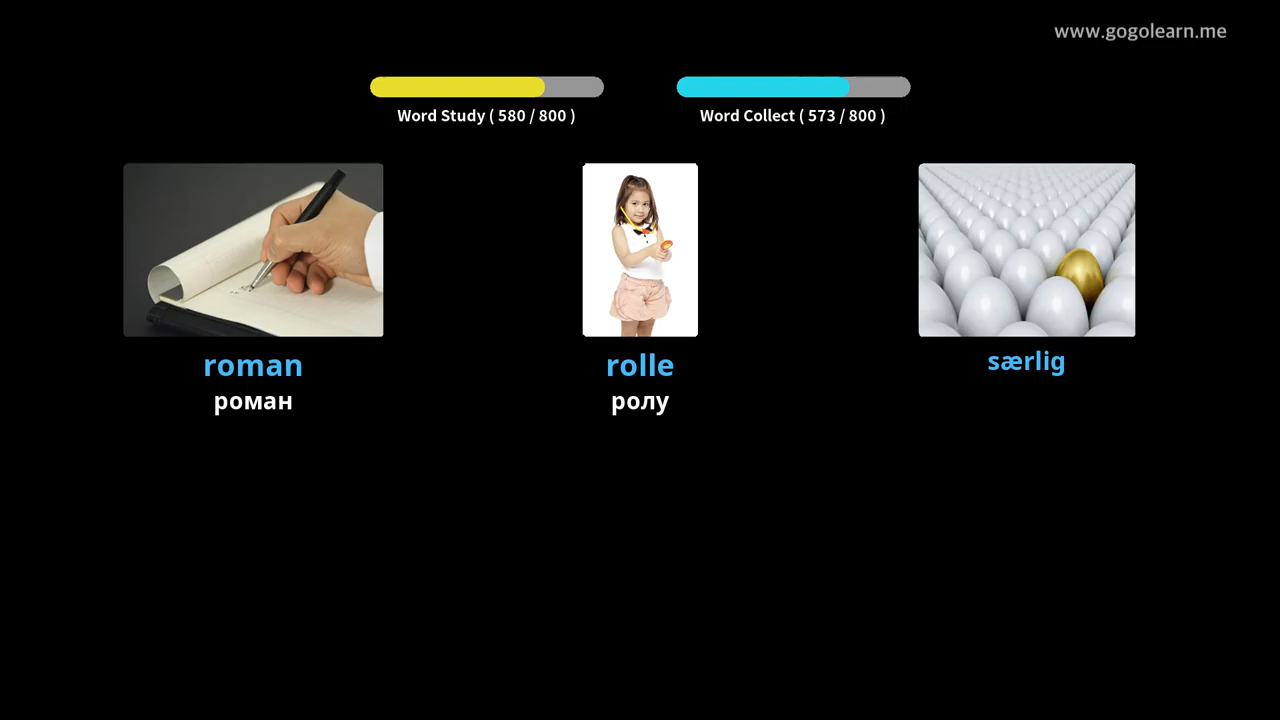 www.gogolearn.me
Word Study ( 580 / 800 )
Word Collect ( 573 / 800 )
roman
роман
rolle
ролу
særlig